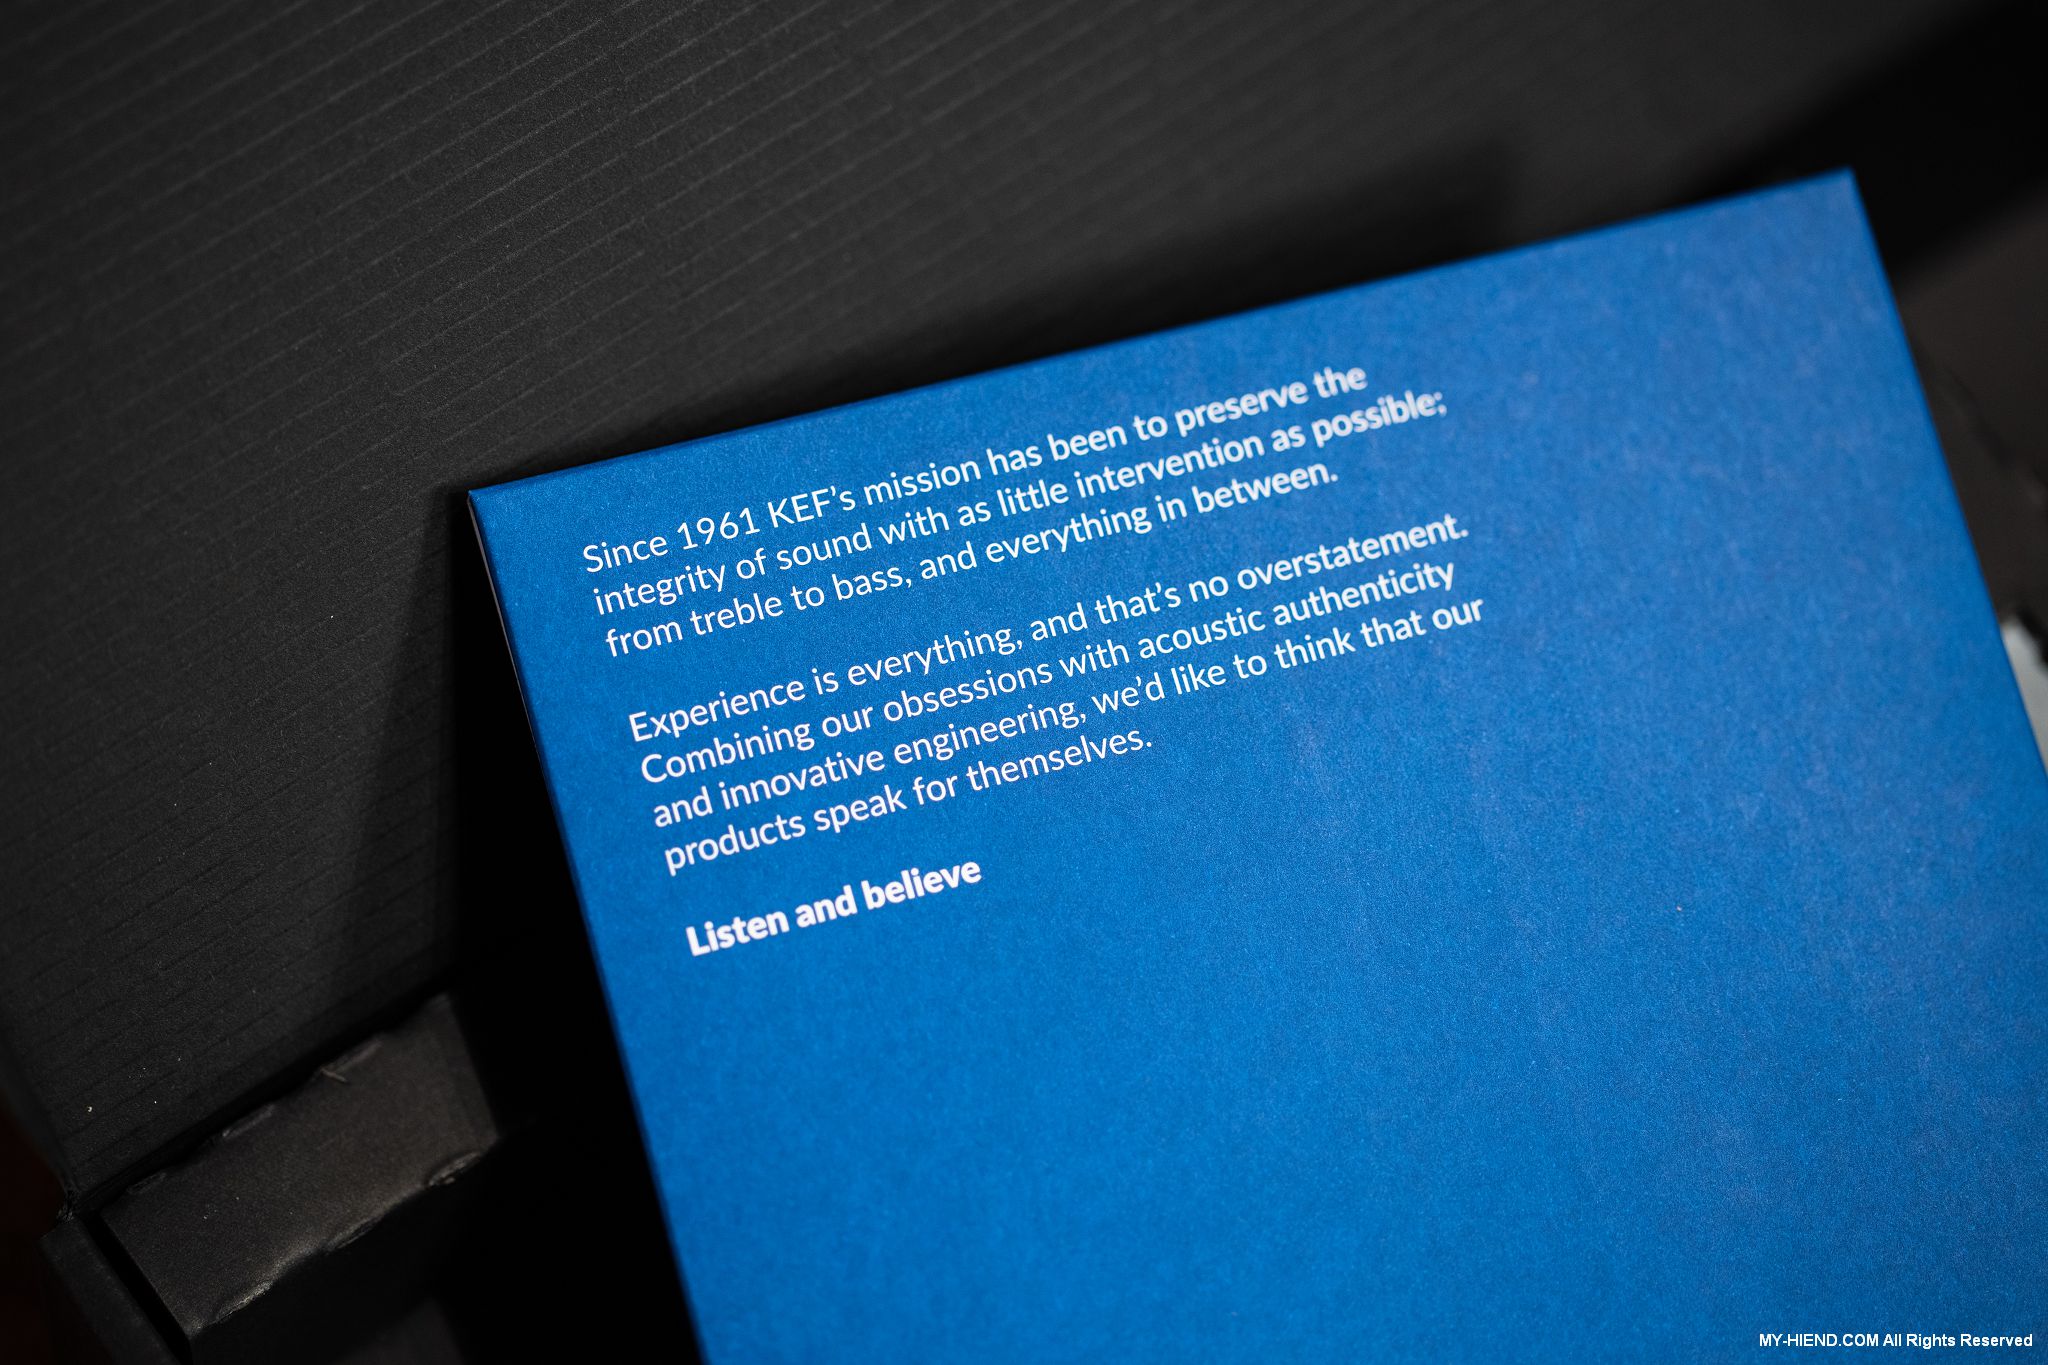 Since 1961 KEF’s mission has been to preserve the
integrity of sound with as little intervention as possible;
from treble to bass, and everything in between.
Experience is everything, and that’s no overstatement.
Combining our obsessions with acoustic authenticity
and innovative engineering, we’d like to think that our
products speak for themselves.
Listen and believe
MY-HIEND.COM All Rights Reserved